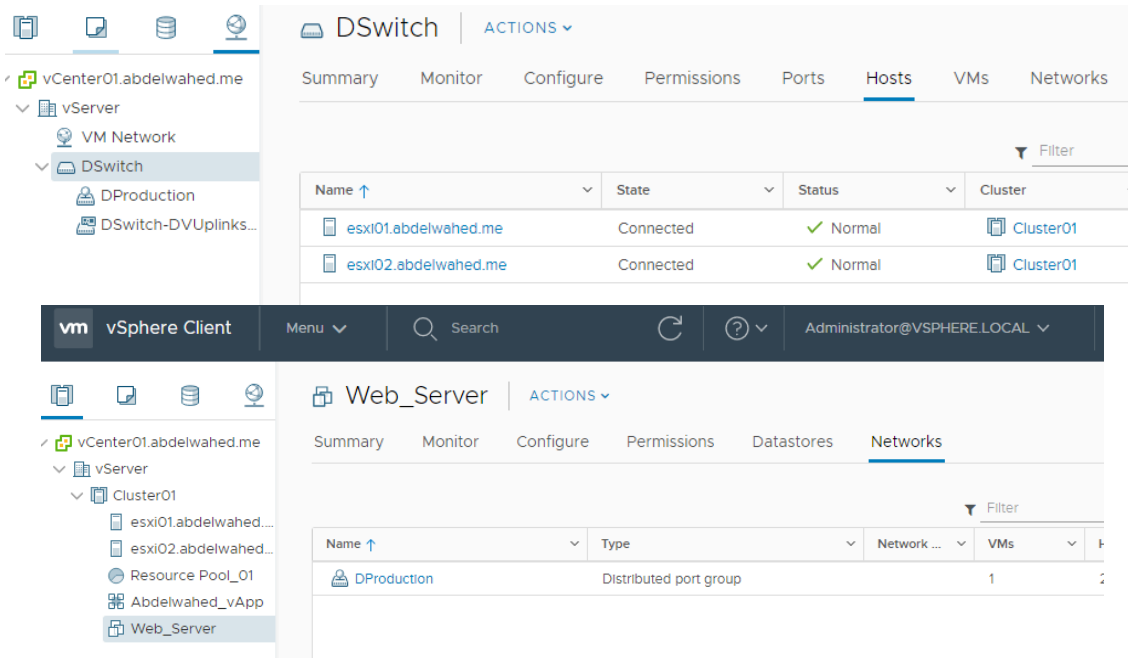 DSwitch ACTIONS
vCenter01.abdelwahed.me
vServer
VM Network
DSwitch
DProduction
DSwitch-DVUplinks...
Summary Monitor Configure Permissions Ports Hosts VMs Networks
Filter
Name State Status Cluster
esxi01.abdelwahed.me Connected Normal Cluster01
esxi02.abdelwahed.me Connected Normal Cluster01
vm vSphere Client Menu Search Administrator@VSPHERE.LOCAL
Web_Server ACTIONS
vCenter01.abdelwahed.me
vServer
Cluster01
esxi01.abdelwahed....
esxi02.abdelwahed...
Resource Pool_01
Abdelwahed_vApp
Web_Server
Summary Monitor Configure Permissions Datastores Networks
Filter
Name Type Network ... VMs
DProduction Distributed port group 1